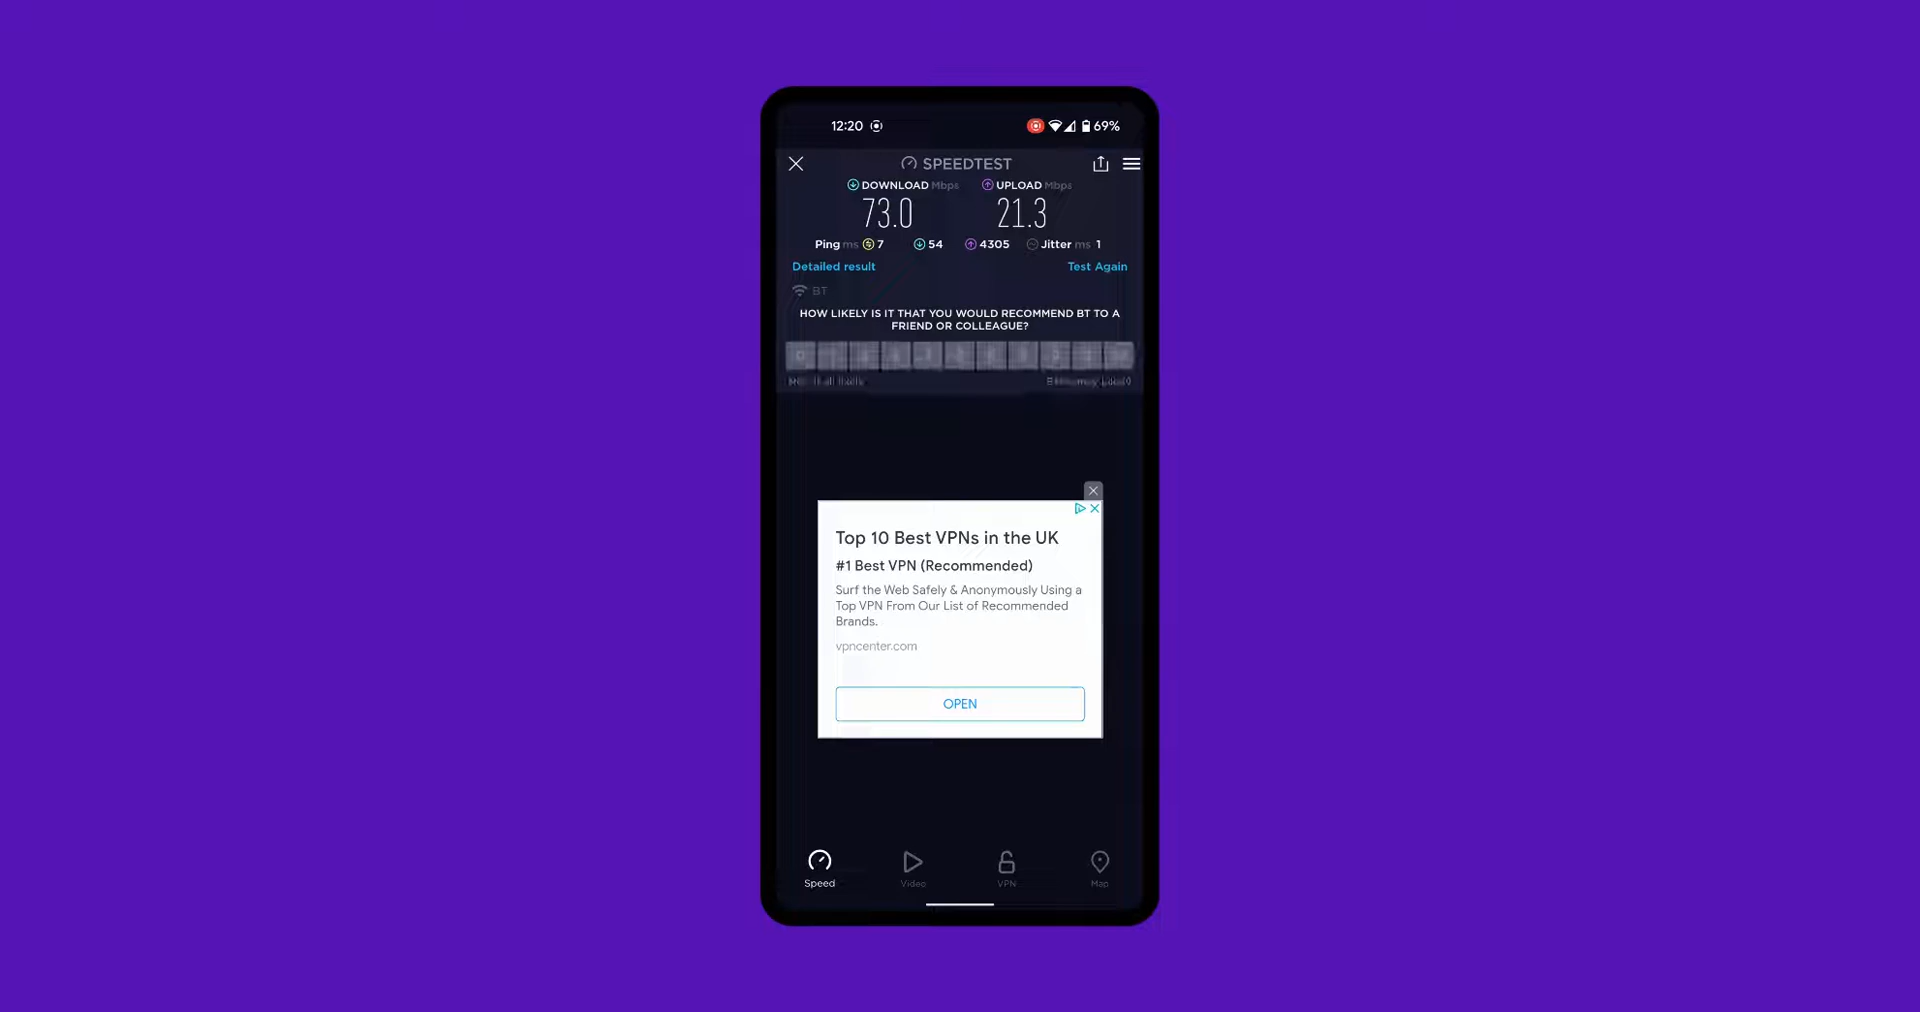 12:20 69%
SPEEDTEST
DOWNLOAD Mbps UPLOAD Mbps
73.0 21.3
Ping ms 7 54 4305 Jitter ms 1
Detailed result Test Again
BT
HOW LIKELY IS IT THAT YOU WOULD RECOMMEND BT TO A
FRIEND OR COLLEAGUE?
Top 10 Best VPNs in the UK
#1 Best VPN (Recommended)
Surf the Web Safely & Anonymously Using a
Top VPN From Our List of Recommended
Brands.
vpncenter.com
OPEN
Speed Video VPN Map